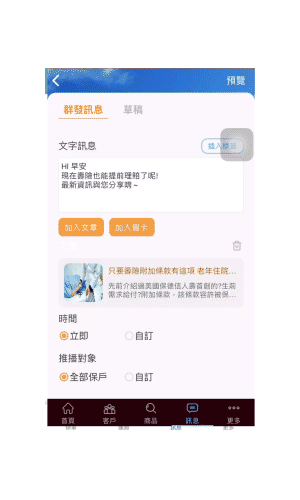 預覽
群發訊息 草稿
文字訊息 插入標籤
HI 早安
現在壽險也能提前理賠了呢!
最新資訊與您分享唷~
加入文章 加入圖卡
只要壽險附加條款有這項 老年住院...
先前介紹過美國保德信人壽首創的?生前
需求給付?附加條款，該條款容許被保...
時間
立即 自訂
推播對象
全部保戶 自訂
首頁 客戶 商品 訊息 更多